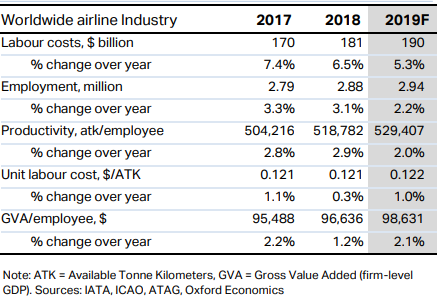 Worldwide airline Industry 2017 2018 2019F
Labour costs, $ billion 170 181 190
% change over year 7.4% 6.5% 5.3%
Employment, million 2.79 2.88 2.94
% change over year 3.3% 3.1% 2.2%
Productivity, atk/employee 504,216 518,782 529,407
% change over year 2.8% 2.9% 2.0%
Unit labour cost, $/ATK 0.121 0.121 0.122
% change over year 1.1% 0.3% 1.0%
GVA/employee, $ 95,488 96,636 98,631
% change over year 2.2% 1.2% 2.1%
Note: ATK = Available Tonne Kilometers, GVA = Gross Value Added (firm-level
GDP). Sources: IATA, ICAO, ATAG, Oxford Economics